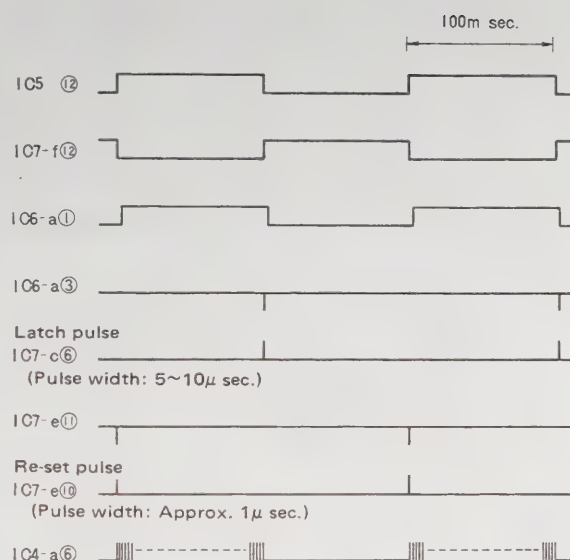 100m sec.
IC5 ⑫
IC7-f⑫
IC6-a①
IC6-a③
Latch pulse
IC7-c⑥
(Pulse width: 5~10μ sec.)
IC7-e⑪
Re-set pulse
IC7-e⑩
(Pulse width: Approx. 1μ sec.)
IC4-a⑥